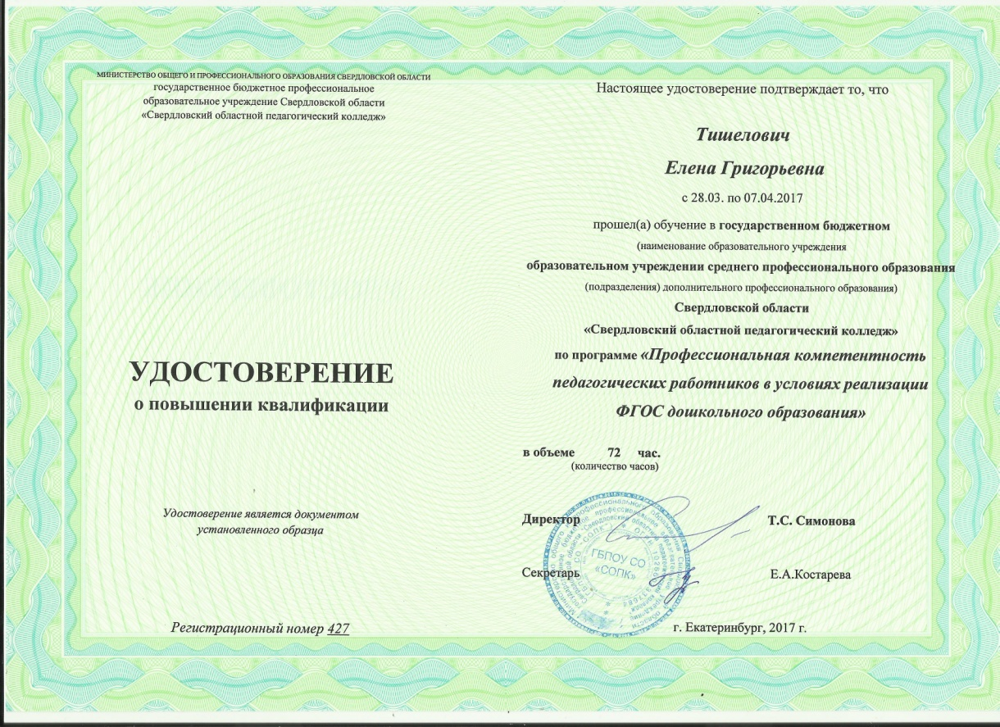 МИНИСТЕРСТВО ОБЩЕГО И ПРОФЕССИОНАЛЬНОГО ОБРАЗОВАНИЯ СВЕРДЛОВСКОЙ ОБЛАСТИ
государственное бюджетное профессиональное
образовательное учреждение Свердловской области
«Свердловский областной педагогический колледж»
УДОСТОВЕРЕНИЕ
о повышении квалификации
Удостоверение является документом
установленного образца
Регистрационный номер 427
Настоящее удостоверение подтверждает то, что
Тишелович
Елена Григорьевна
с 28.03. по 07.04.2017
прошел(а) обучение в государственном бюджетном
(наименование образовательного учреждения
образовательном учреждении среднего профессионального образования
(подразделения) дополнительного профессионального образования)
Свердловской области
«Свердловский областной педагогический колледж»
по программе «Профессиональная компетентность
педагогических работников в условиях реализации
ФГОС дошкольного образования»
в объеме 72 час.
(количество часов)
Директор Т.С. Симонова
ГБПОУ СО
«СОПК»
Секретарь Е.А.Костарева
г. Екатеринбург, 2017 г.